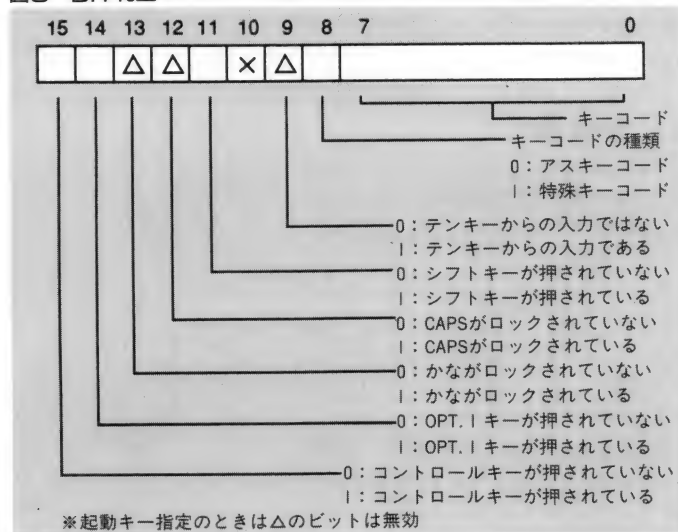 15 14 13 12 11 10 9 8 7 0
△ △ × △
キーコード
キーコードの種類
0：アスキーコード
1：特殊キーコード
0：テンキーからの入力ではない
1：テンキーからの入力である
0：シフトキーが押されていない
1：シフトキーが押されている
0：CAPSがロックされていない
1：CAPSがロックされている
0：かながロックされていない
1：かながロックされている
0：OPT.1キーが押されていない
1：OPT.1キーが押されている
0：コントロールキーが押されていない
1：コントロールキーが押されている
※起動キー指定のときは△のビットは無効